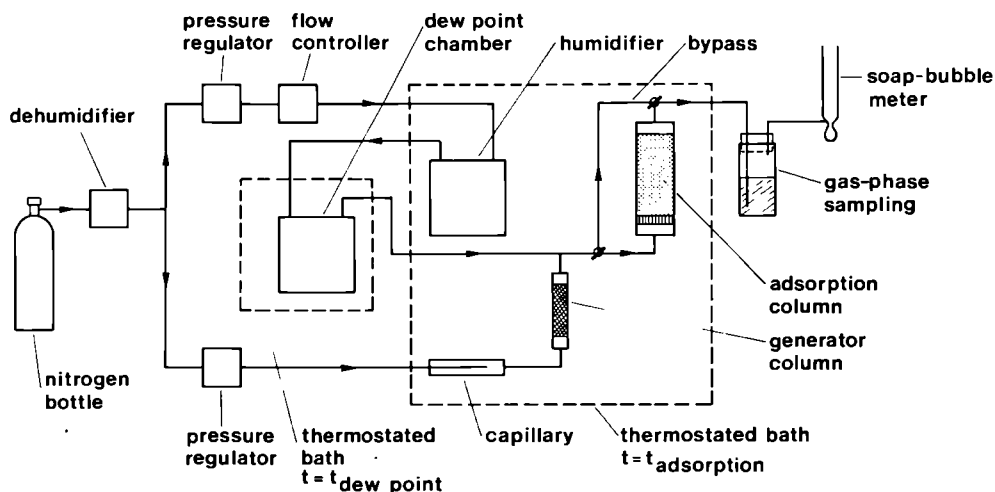 pressure
regulator
flow
controller
dew point
chamber
humidifier
bypass
soap-bubble
meter
dehumidifier
gas-phase
sampling
adsorption
column
generator
column
nitrogen
bottle
pressure
regulator
thermostated
bath
t = t dew point
capillary
thermostated bath
t = t adsorption